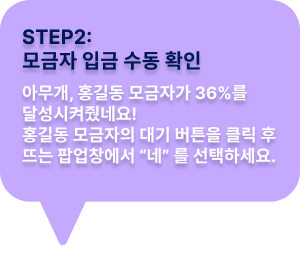 STEP2:
모금자 입금 수동 확인
아무개, 홍길동 모금자가 36%를
달성시켜줬네요!
홍길동 모금자의 대기 버튼을 클릭 후
뜨는 팝업창에서 “네” 를 선택하세요.